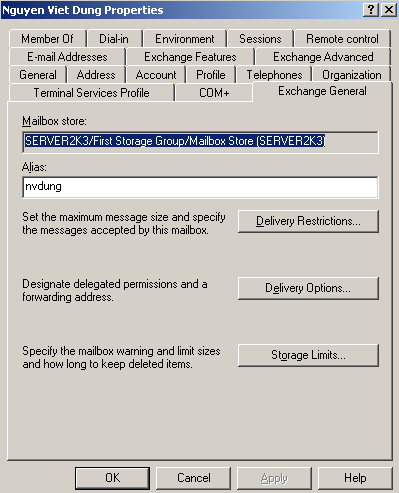 Nguyen Viet Dung Properties
Member Of Dial-in Environment Sessions Remote control
E-mail Addresses Exchange Features Exchange Advanced
General Address Account Profile Telephones Organization
Terminal Services Profile COM+ Exchange General
Mailbox store:
SERVER2K3/First Storage Group/Mailbox Store (SERVER2K3)
Alias:
nvdung
Set the maximum message size and specify
the messages accepted by this mailbox.
Delivery Restrictions...
Designate delegated permissions and a
forwarding address.
Delivery Options...
Specify the mailbox warning and limit sizes
and how long to keep deleted items.
Storage Limits...
OK Cancel Apply Help